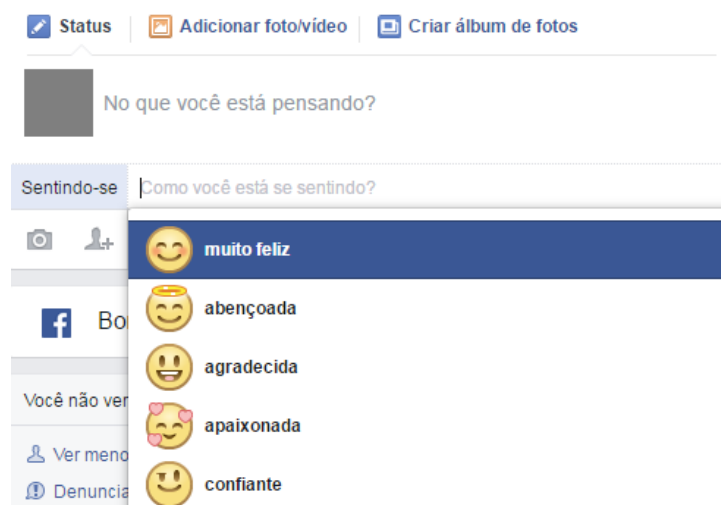 Status Adicionar foto/vídeo Criar álbum de fotos
No que você está pensando?
Sentindo-se Como você está se sentindo?
muito feliz
abençoada
agradecida
Você não ver
apaixonada
Ver meno
confiante
Denuncia